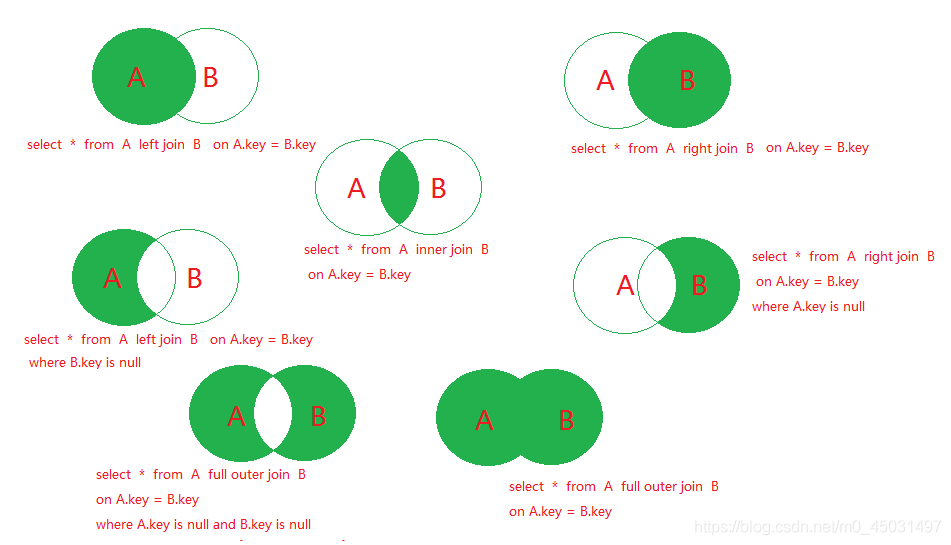 A B
select * from A left join B on A.key = B.key
A B
select * from A right join B on A.key = B.key
A B
select * from A inner join B
on A.key = B.key
A B
select * from A left join B on A.key = B.key
where B.key is null
A B
select * from A right join B
on A.key = B.key
where A.key is null
A B
select * from A full outer join B
on A.key = B.key
where A.key is null and B.key is null
A B
select * from A full outer join B
on A.key = B.key
https://blog.csdn.net/m0_45031497